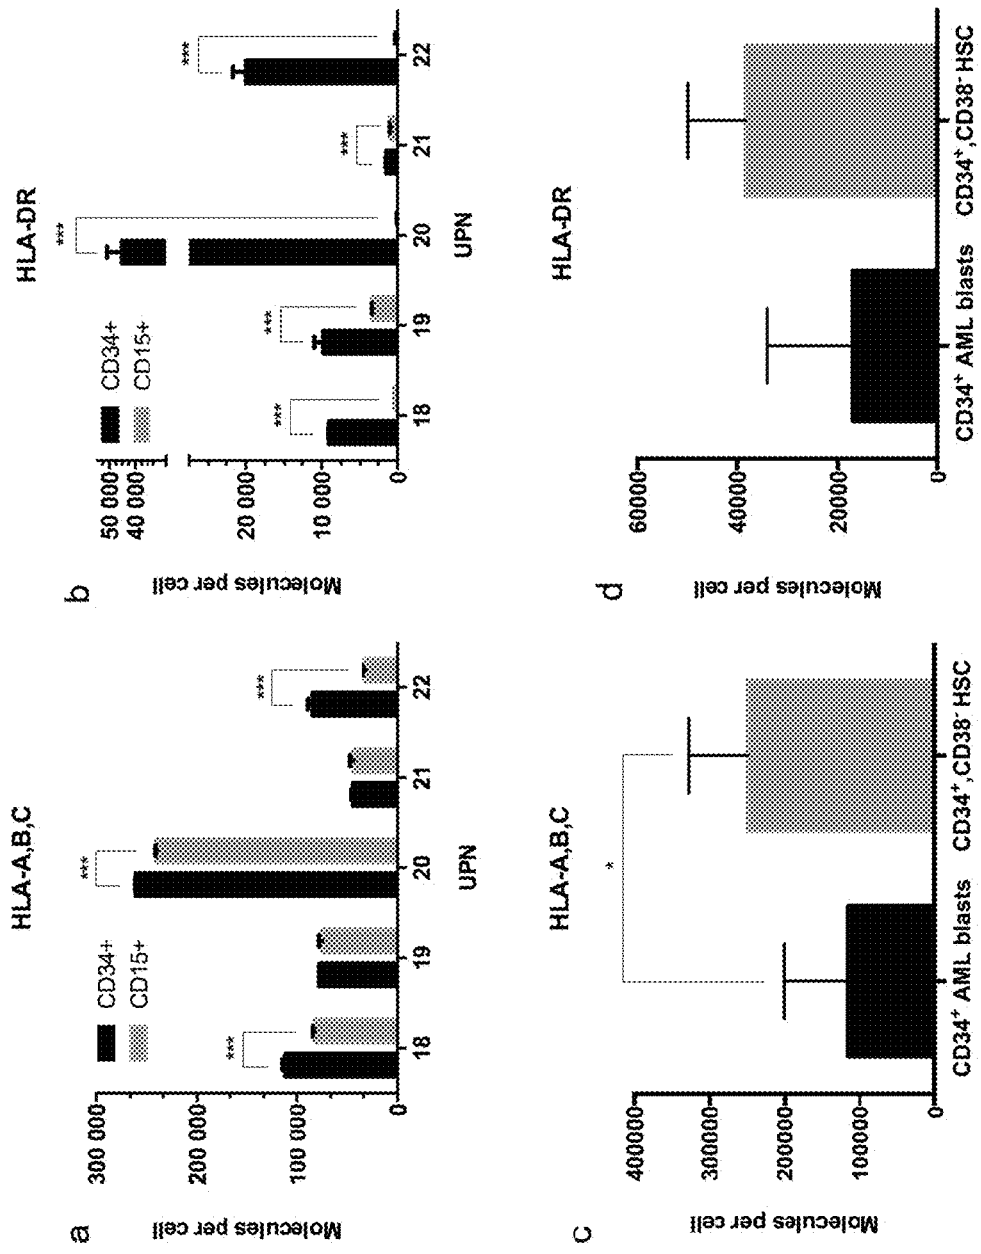 a
HLA-A,B,C
CD34+
CD15+
Molecules per cell
300 000
200 000
100 000
0
***
***
***
18
19
20
21
22
UPN
b
HLA-DR
CD34+
CD15+
Molecules per cell
50 000
40 000
20 000
10 000
0
***
***
***
***
***
18
19
20
21
22
UPN
c
HLA-A,B,C
Molecules per cell
400000
300000
200000
100000
0
*
CD34⁺ AML blasts
CD34⁺,CD38⁻ HSC
d
HLA-DR
Molecules per cell
60000
40000
20000
0
CD34⁺ AML blasts
CD34⁺,CD38⁻ HSC